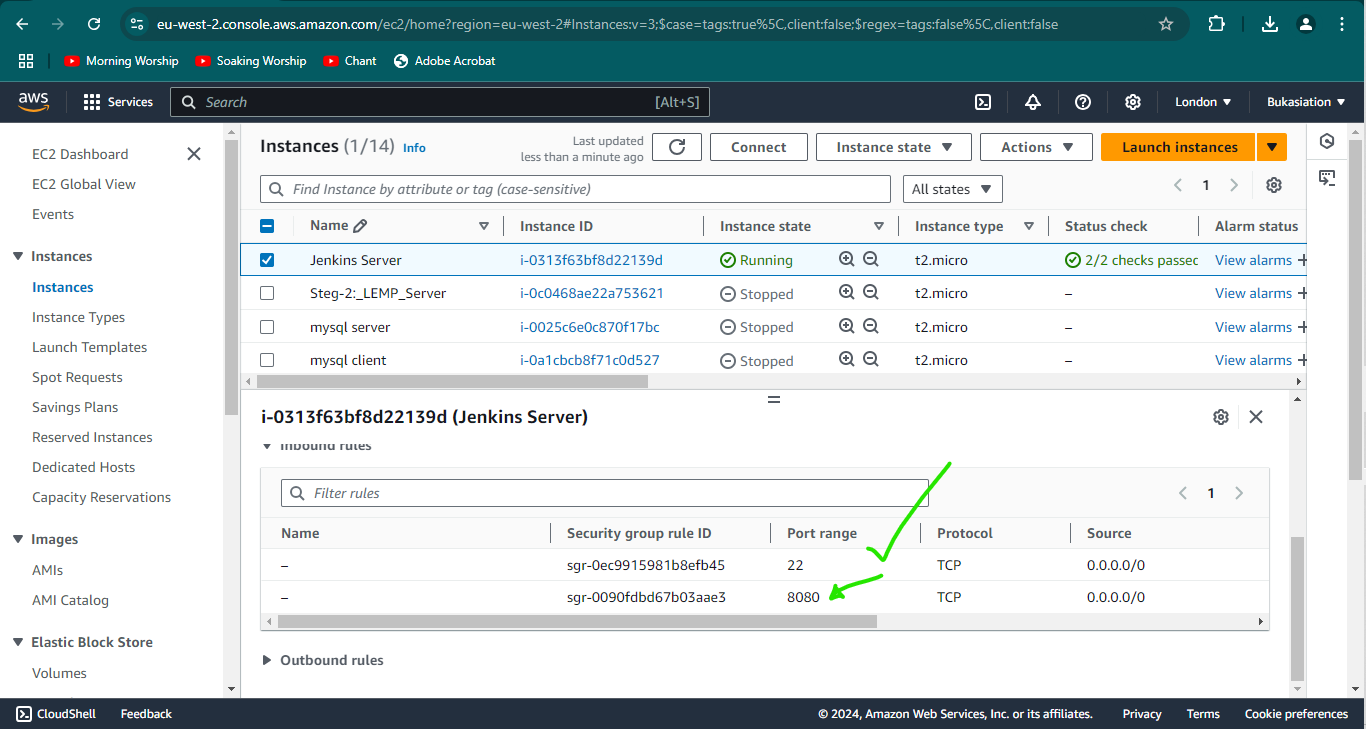 eu-west-2.console.aws.amazon.com/ec2/home?region=eu-west-2#Instances:v=3;$case=tags:true%5C,client:false;$regex=tags:false%5C,client:false
Morning Worship Soaking Worship Chant Adobe Acrobat
aws Services Search [Alt+S] London Bukasiation
EC2 Dashboard
EC2 Global View
Events
Instances
Instances
Instance Types
Launch Templates
Spot Requests
Savings Plans
Reserved Instances
Dedicated Hosts
Capacity Reservations
Images
AMIs
AMI Catalog
Elastic Block Store
Volumes
Instances (1/14) Info
Last updated
less than a minute ago
Connect Instance state Actions Launch instances
Find Instance by attribute or tag (case-sensitive) All states 1
Name Instance ID Instance state Instance type Status check Alarm status
Jenkins Server i-0313f63bf8d22139d Running t2.micro 2/2 checks passec View alarms +
Steg-2:_LEMP_Server i-0c0468ae22a753621 Stopped t2.micro – View alarms +
mysql server i-0025c6e0c870f17bc Stopped t2.micro – View alarms +
mysql client i-0a1cbcb8f71c0d527 Stopped t2.micro – View alarms +
i-0313f63bf8d22139d (Jenkins Server)
Inbound rules
Filter rules 1
Name Security group rule ID Port range Protocol Source
– sgr-0ec9915981b8efb45 22 TCP 0.0.0.0/0
– sgr-0090fdbd67b03aae3 8080 TCP 0.0.0.0/0
Outbound rules
CloudShell Feedback © 2024, Amazon Web Services, Inc. or its affiliates. Privacy Terms Cookie preferences